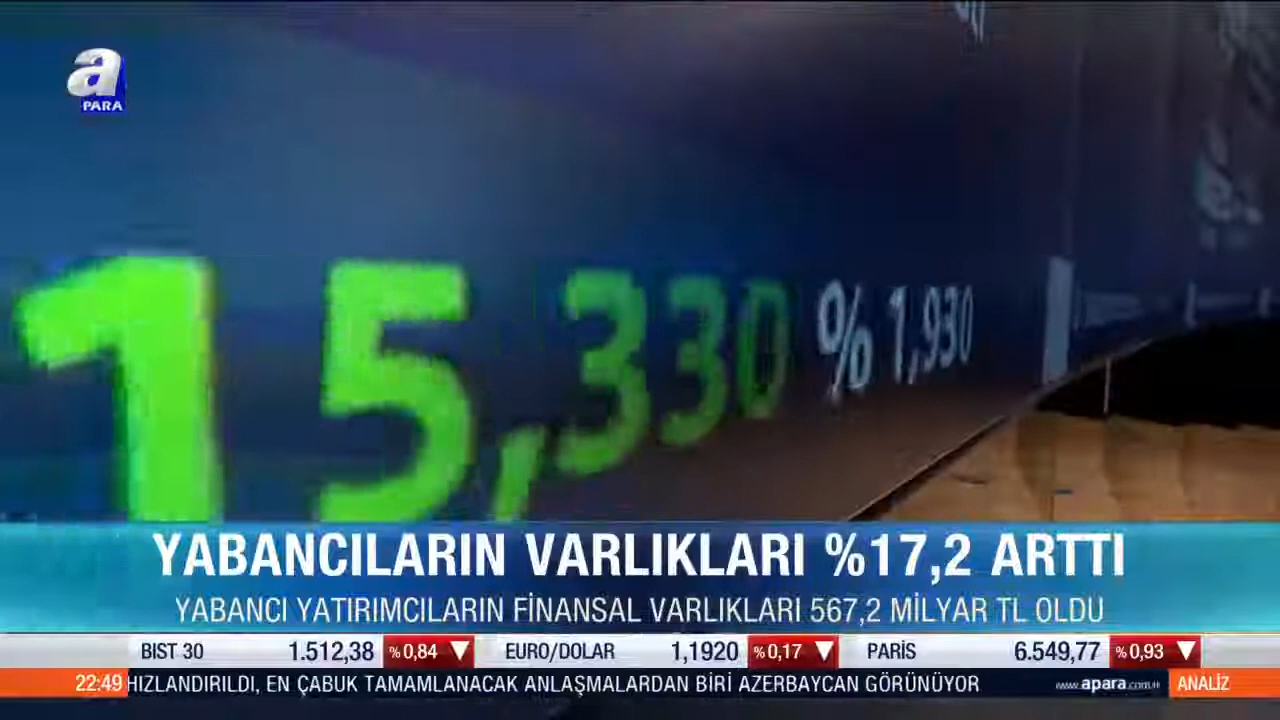 a
PARA
15,330 % 1,930
YABANCILARIN VARLIKLARI %17,2 ARTTI
YABANCI YATIRIMCILARIN FİNANSAL VARLIKLARI 567,2 MİLYAR TL OLDU
BIST 30 1.512,38 %0,84 ▼ EURO/DOLAR 1,1920 %0,17 ▼ PARİS 6.549,77 %0,93 ▼
22:49 HIZLANDIRILDI, EN ÇABUK TAMAMLANACAK ANLAŞMALARDAN BİRİ AZERBAYCAN GÖRÜNÜYOR www.apara.com.tr ANALİZ